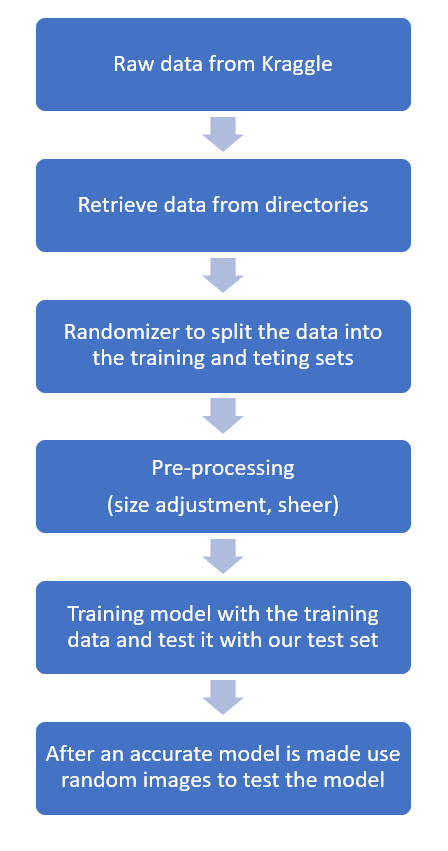 Raw data from Kraggle
Retrieve data from directories
Randomizer to split the data into
the training and teting sets
Pre-processing
(size adjustment, sheer)
Training model with the training
data and test it with our test set
After an accurate model is made use
random images to test the model